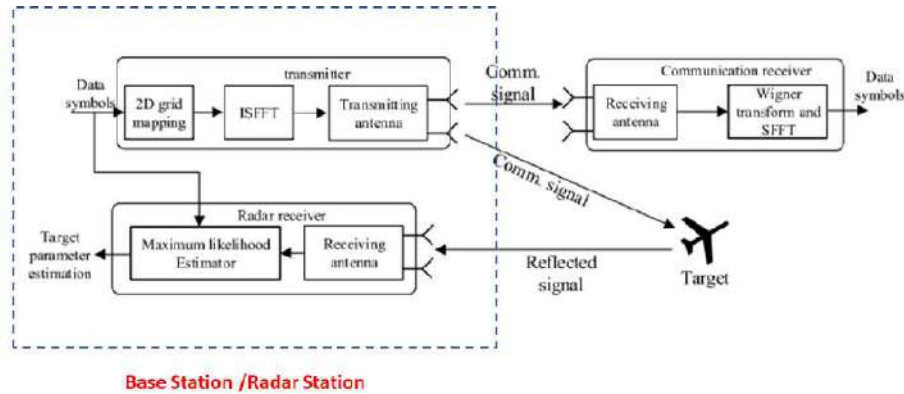 transmitter
Data
symbols
2D grid
mapping
ISFFT
Transmitting
antenna
Comm.
signal
Communication receiver
Receiving
antenna
Wigner
transform and
SFFT
Data
symbols
Comm. signal
Radar receiver
Target
parameter
estimation
Maximum likelihood
Estimator
Receiving
antenna
Reflected
signal
Target
Base Station /Radar Station